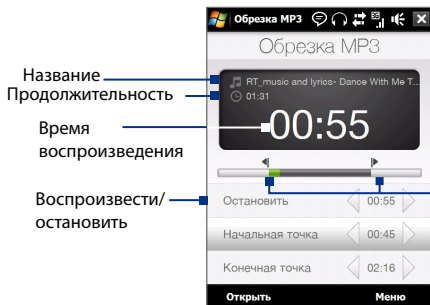 Обрезка MP3
Обрезка MP3
Название
RT_music and lyrics- Dance With Me T...
Продолжительность
01:31
Время
воспроизведения
00:55
Воспроизвести/
остановить
Остановить
00:55
Начальная точка
00:45
Конечная точка
02:16
Открыть
Меню